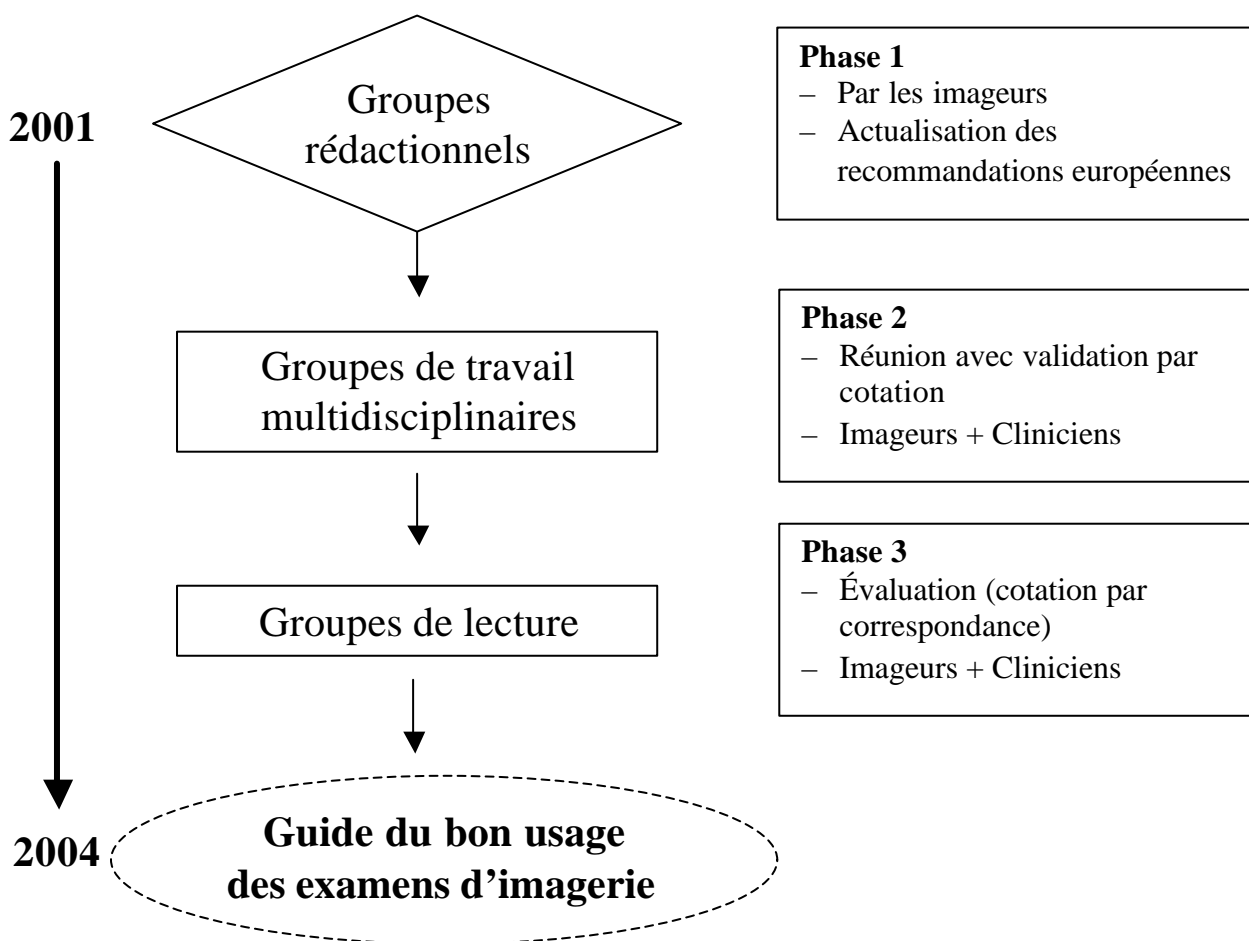 2001
Groupes
rédactionnels
Phase 1
– Par les imageurs
– Actualisation des
recommandations européennes
Groupes de travail
multidisciplinaires
Phase 2
– Réunion avec validation par
cotation
– Imageurs + Cliniciens
Groupes de lecture
Phase 3
– Évaluation (cotation par
correspondance)
– Imageurs + Cliniciens
2004
Guide du bon usage
des examens d’imagerie